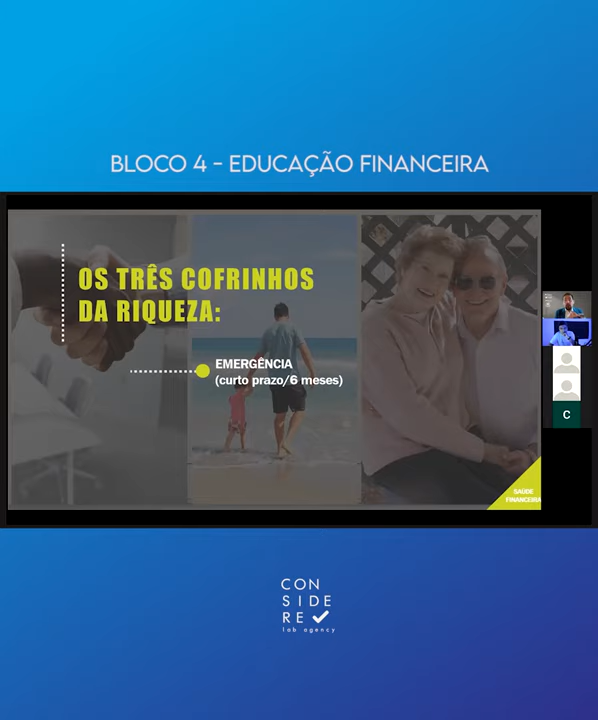 BLOCO 4 - EDUCAÇÃO FINANCEIRA
OS TRÊS COFRINHOS
DA RIQUEZA:
EMERGÊNCIA
(curto prazo/6 meses)
SAÚDE
FINANCEIRA
C
CON
SIDE
RE
lab agency